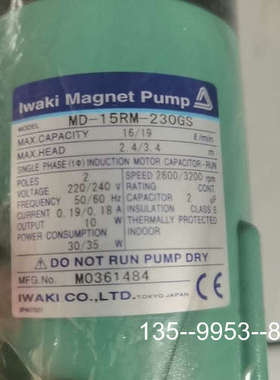 Iwaki Magnet Pump
MODEL MD-15RM-230GS
MAX.CAPACITY 16/19 ℓ/min
MAX.HEAD 2.4/3.4 m
SINGLE PHASE (1Φ) INDUCTION MOTOR CAPACITOR-RUN
POLES 2 SPEED 2600/3200 rpm
VOLTAGE 220/240 V RATING CONT.
FREQUENCY 50/60 Hz CAPACITOR 2 μF
CURRENT 0.19/0.18 A INSULATION CLASS E
OUTPUT 10 W THERMALLY-PROTECTED
POWER CONSUMPTION
30/35 W
DO NOT RUN PUMP DRY
MFG.No. M0361484
IWAKI CO.,LTD. TOKYO JAPAN
135--9953--8